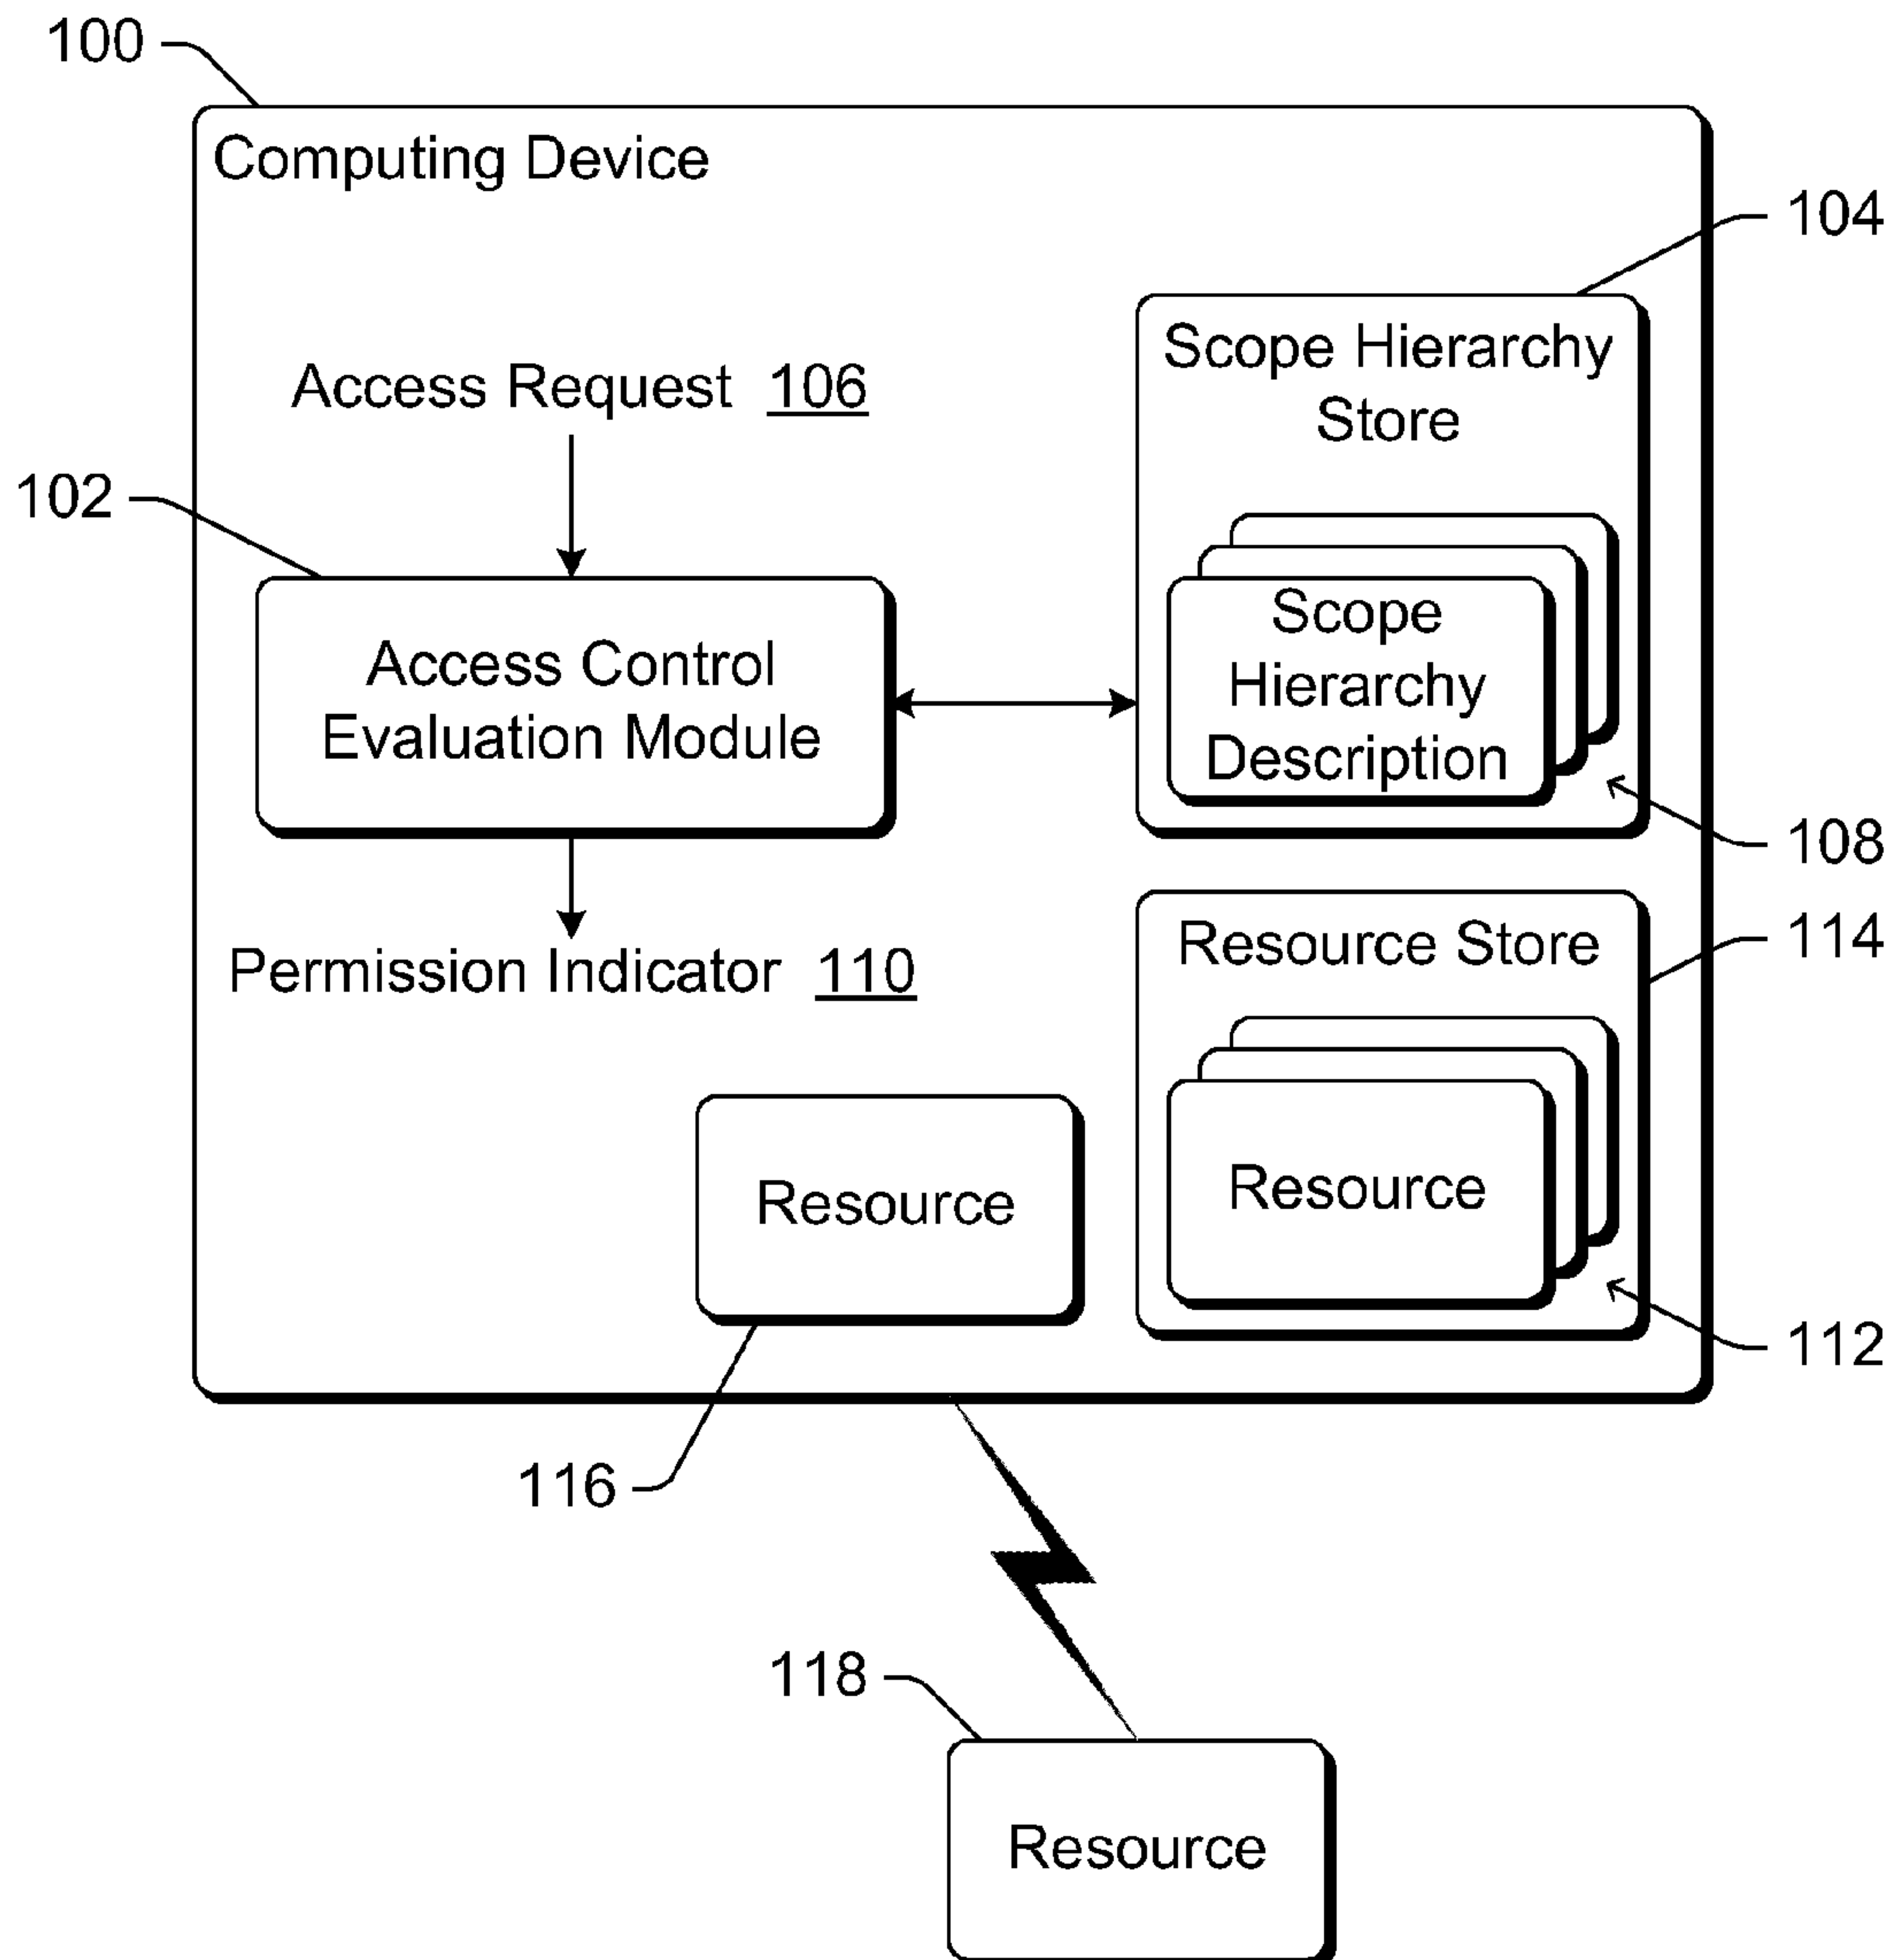 100
Computing Device
104
Scope Hierarchy
Store
Access Request 106
102
Scope
Hierarchy
Description
Access Control
Evaluation Module
108
114
Resource Store
Permission Indicator 110
Resource
Resource
112
116
118
Resource